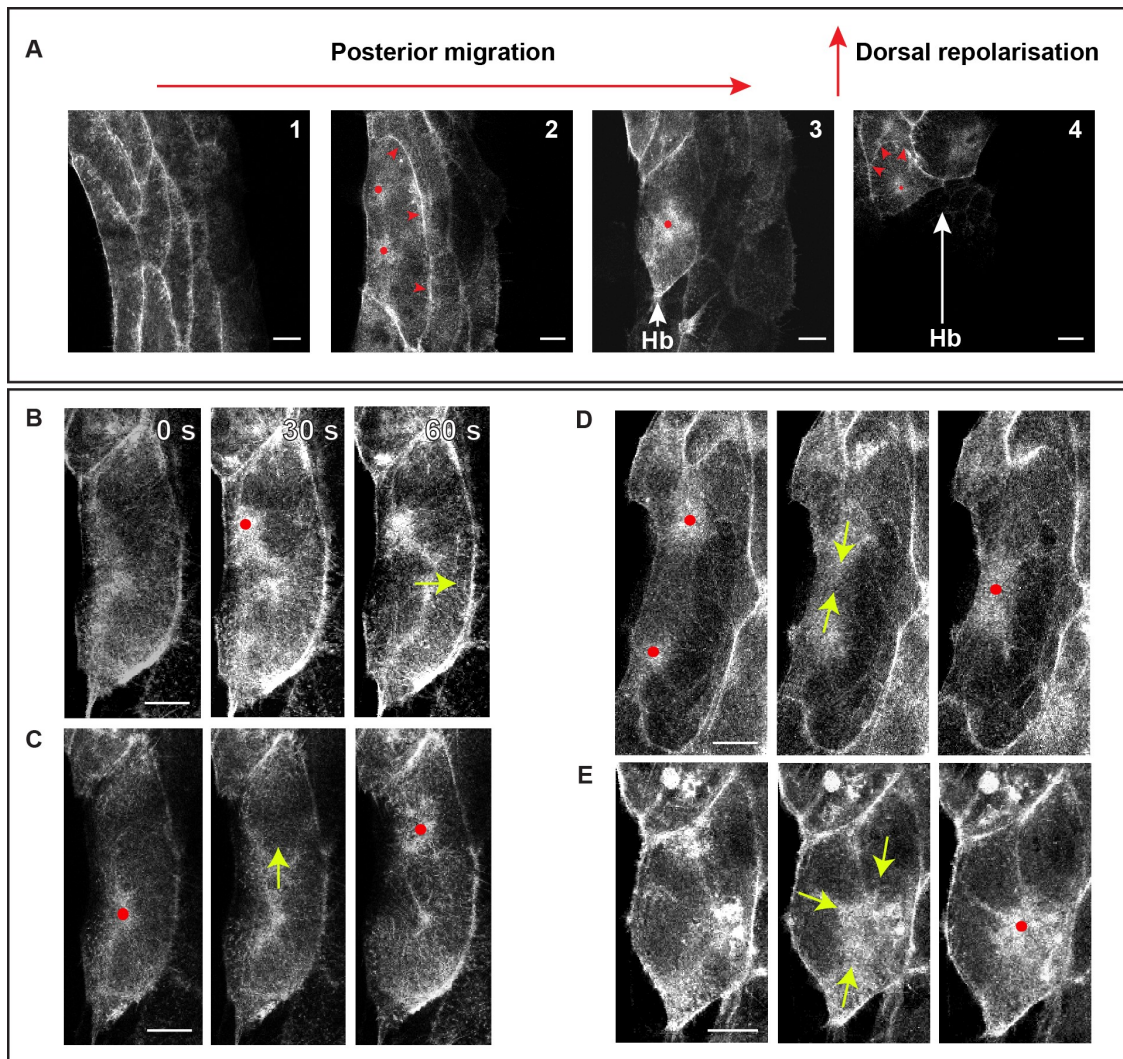 A
Posterior migration
Dorsal repolarisation
1
2
3
4
Hb
Hb
B
0 s
30 s
60 s
D
C
E